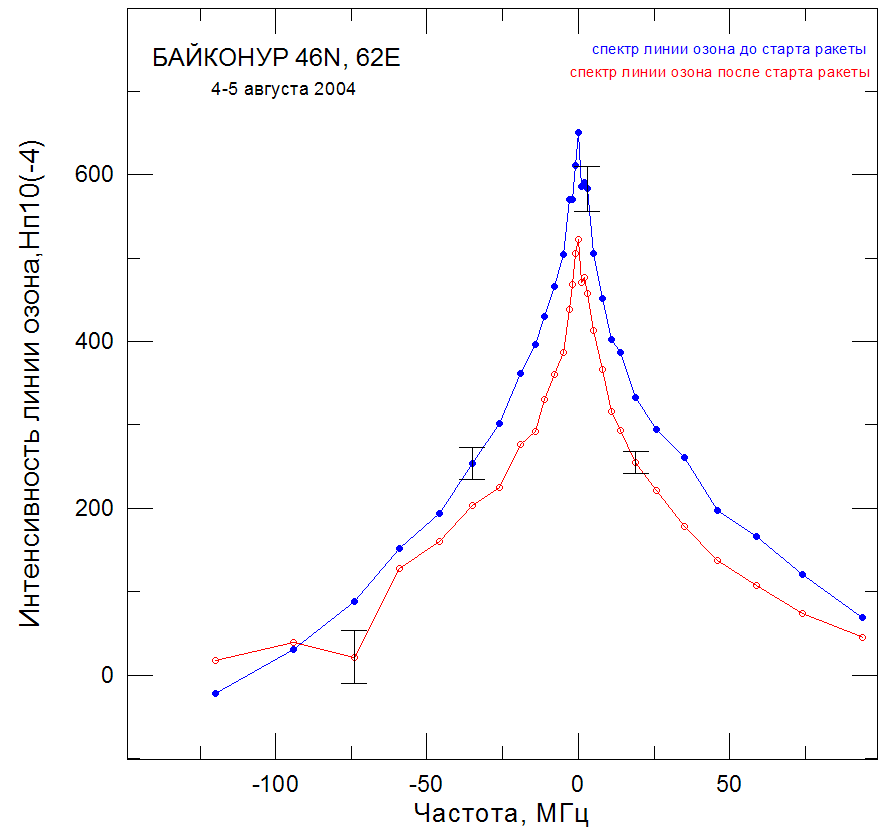 БАЙКОНУР 46N, 62E
4-5 августа 2004
спектр линии озона до старта ракеты
спектр линии озона после старта ракеты
Интенсивность линии озона,Нп10(-4)
600
400
200
0
-100 -50 0 50
Частота, МГц